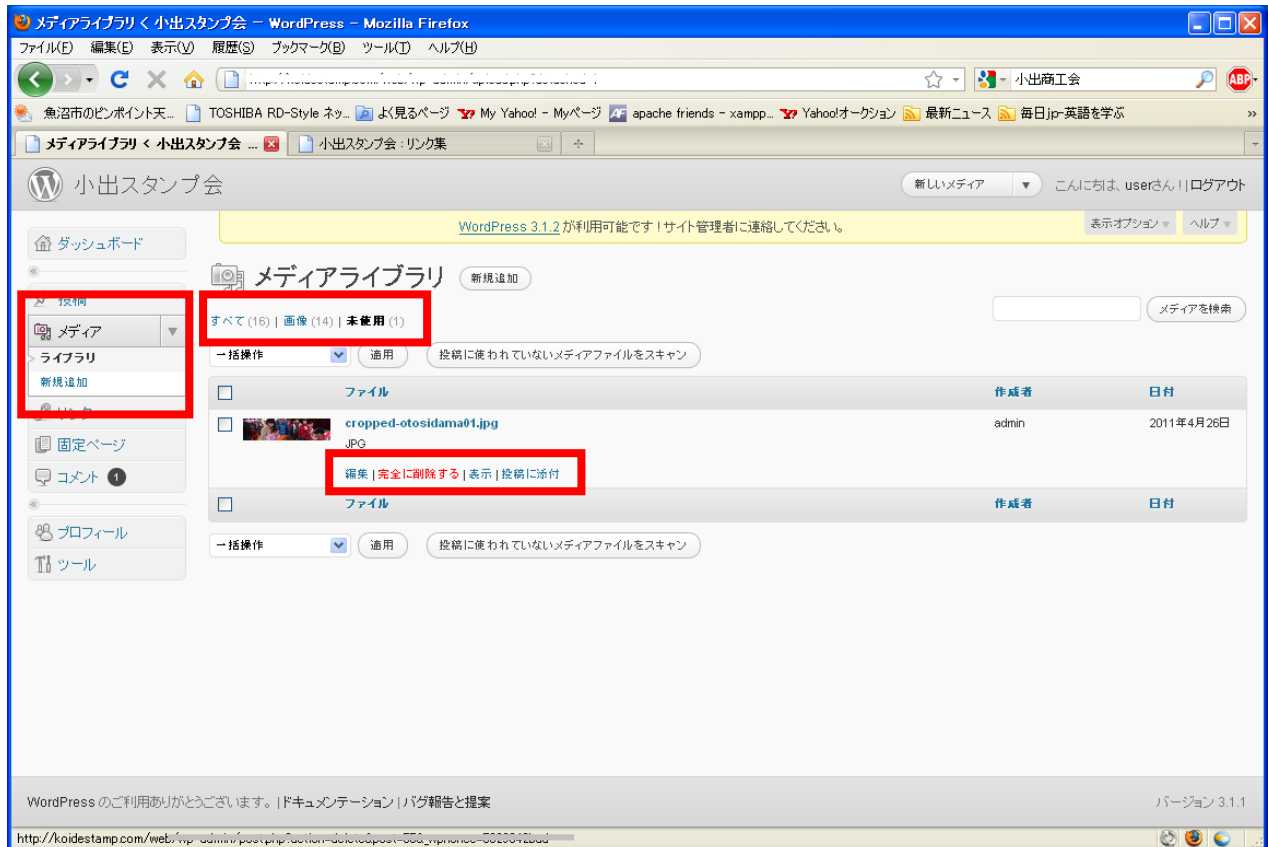 メディアライブラリ < 小出スタンプ会 — WordPress - Mozilla Firefox
ファイル(F) 編集(E) 表示(V) 履歴(S) ブックマーク(B) ツール(T) ヘルプ(H)
小出商工会
ABP
魚沼市のピンポイント天... TOSHIBA RD-Style ネッ... よく見るページ My Yahoo! - Myページ apache friends - xampp... Yahoo!オークション 最新ニュース 毎日jp-英語を学ぶ »
メディアライブラリ < 小出スタンプ会 ... 小出スタンプ会 : リンク集
小出スタンプ会 新しいメディア こんにちは、userさん ! | ログアウト
WordPress 3.1.2 が利用可能です ! サイト管理者に連絡してください。 表示オプション ヘルプ
ダッシュボード
メディアライブラリ 新規追加
投稿
メディア
ライブラリ
新規追加
すべて (16) | 画像 (14) | 未使用 (1) メディアを検索
一括操作 適用 投稿に使われていないメディアファイルをスキャン
ファイル 作成者 日付
cropped-otosidama01.jpg admin 2011年4月26日
JPG
編集 | 完全に削除する | 表示 | 投稿に添付
ファイル 作成者 日付
一括操作 適用 投稿に使われていないメディアファイルをスキャン
固定ページ
コメント 1
プロフィール
ツール
WordPress のご利用ありがとうございます。 | ドキュメンテーション | バグ報告と提案 バージョン 3.1.1
http://koidestamp.com/web/